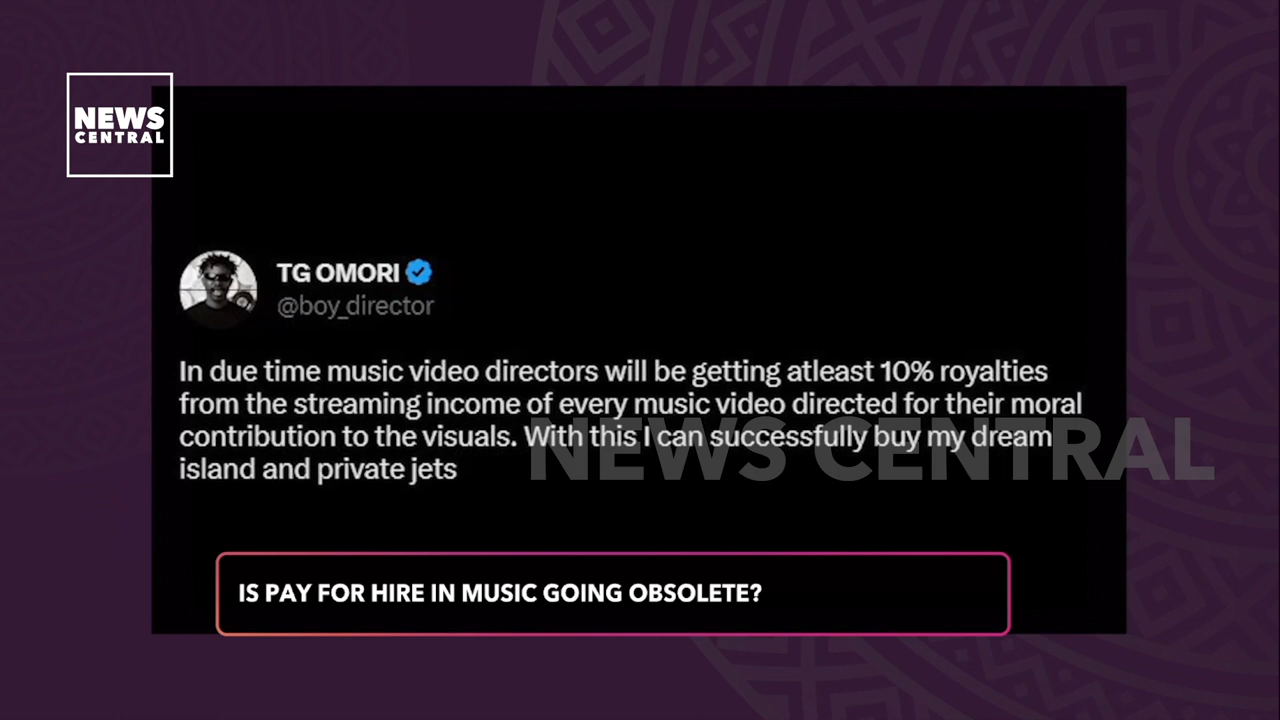 NEWS
CENTRAL
TG OMORI
@boy_director
In due time music video directors will be getting atleast 10% royalties
from the streaming income of every music video directed for their moral
contribution to the visuals. With this I can successfully buy my dream
island and private jets
NEWS CENTRAL
IS PAY FOR HIRE IN MUSIC GOING OBSOLETE?